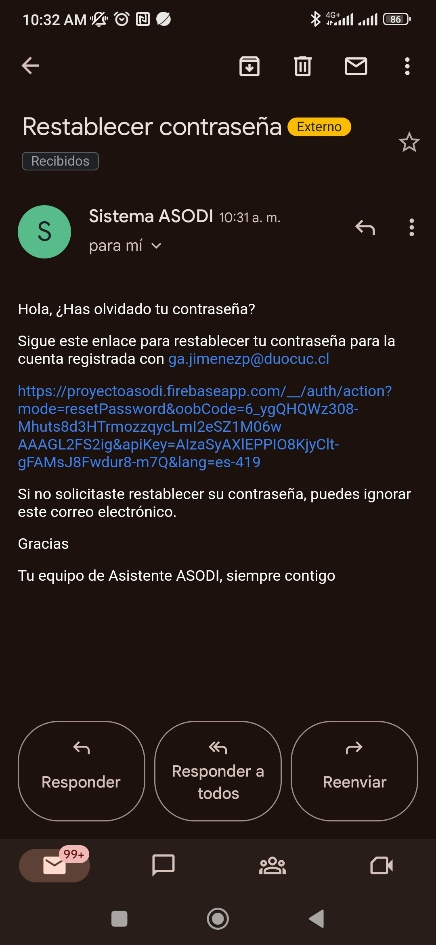 10:32 AM
4G+
86
Restablecer contraseña Externo
Recibidos
S
Sistema ASODI 10:31 a. m.
para mí
Hola, ¿Has olvidado tu contraseña?
Sigue este enlace para restablecer tu contraseña para la
cuenta registrada con ga.jimenezp@duocuc.cl
https://proyectoasodi.firebaseapp.com/__/auth/action?
mode=resetPassword&oobCode=6_ygQHQWz308-
Mhuts8d3HTrmozzqycLmI2eSZ1M06w
AAAGL2FS2ig&apiKey=AIzaSyAXlEPPIO8KjyClt-
gFAMsJ8Fwdur8-m7Q&lang=es-419
Si no solicitaste restablecer su contraseña, puedes ignorar
este correo electrónico.
Gracias
Tu equipo de Asistente ASODI, siempre contigo
Responder
Responder a
todos
Reenviar
99+